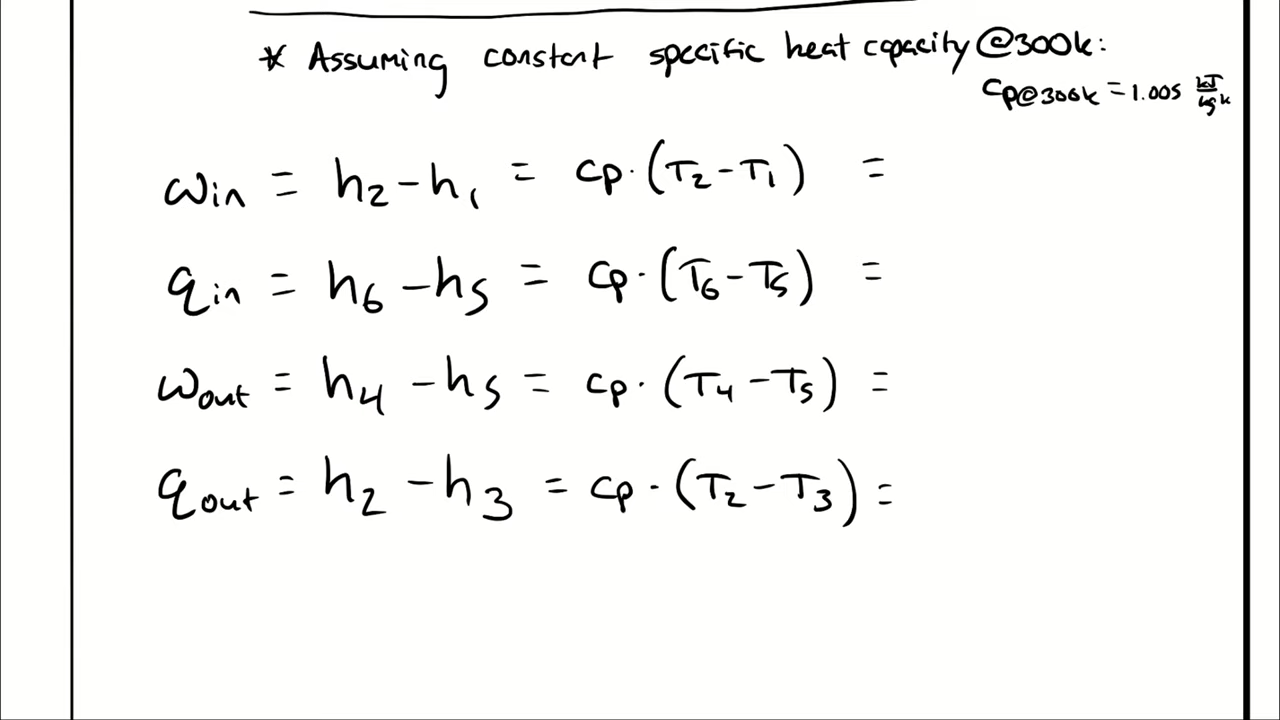 * Assuming constant specific heat capacity @300k:
cp@300k = 1.005 kJ/kg k
win = h2 - h1 = cp·(T2 - T1) =
qin = h6 - h5 = cp·(T6 - T5) =
wout = h4 - h5 = cp·(T4 - T5) =
qout = h2 - h3 = cp·(T2 - T3) =